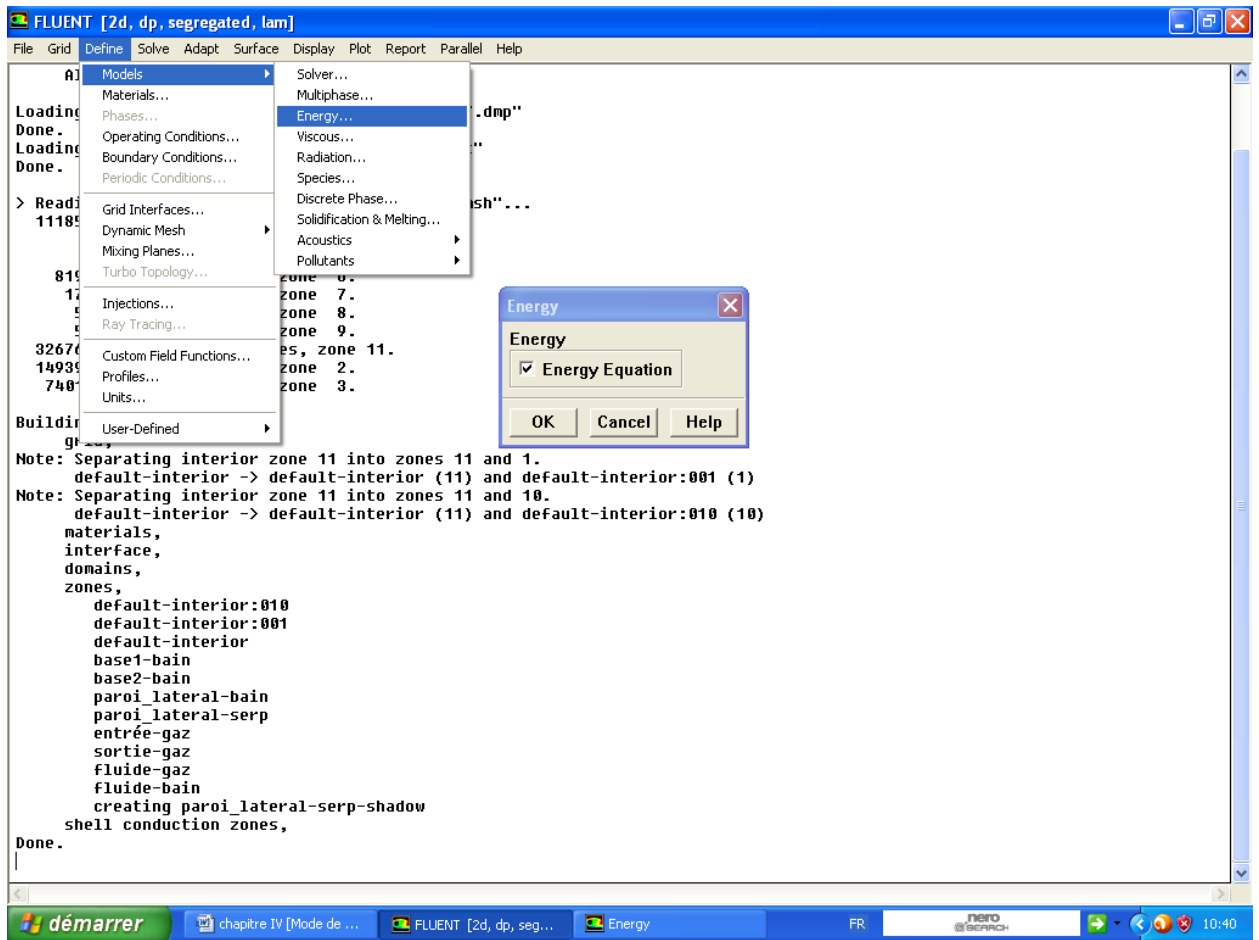 FLUENT [2d, dp, segregated, lam]
File Grid Define Solve Adapt Surface Display Plot Report Parallel Help
Models
Materials...
Phases...
Operating Conditions...
Boundary Conditions...
Periodic Conditions...
Grid Interfaces...
Dynamic Mesh
Mixing Planes...
Turbo Topology...
Injections...
Ray Tracing...
Custom Field Functions...
Profiles...
Units...
User-Defined
Solver...
Multiphase...
Energy...
Viscous...
Radiation...
Species...
Discrete Phase...
Solidification & Melting...
Acoustics
Pollutants
Loading .dmp"
Done.
Loading "
Done.
> Readi sh"...
11185
819
17 zone 7.
zone 8.
zone 9.
32676 es, zone 11.
14939 zone 2.
7401 zone 3.
Buildin
grid,
Note: Separating interior zone 11 into zones 11 and 1.
default-interior -> default-interior (11) and default-interior:001 (1)
Note: Separating interior zone 11 into zones 11 and 10.
default-interior -> default-interior (11) and default-interior:010 (10)
materials,
interface,
domains,
zones,
default-interior:010
default-interior:001
default-interior
base1-bain
base2-bain
paroi_lateral-bain
paroi_lateral-serp
entrée-gaz
sortie-gaz
fluide-gaz
fluide-bain
creating paroi_lateral-serp-shadow
shell conduction zones,
Done.
Energy
Energy
Energy Equation
OK Cancel Help
démarrer chapitre IV [Mode de ... FLUENT [2d, dp, seg... Energy FR nero SEARCH 10:40